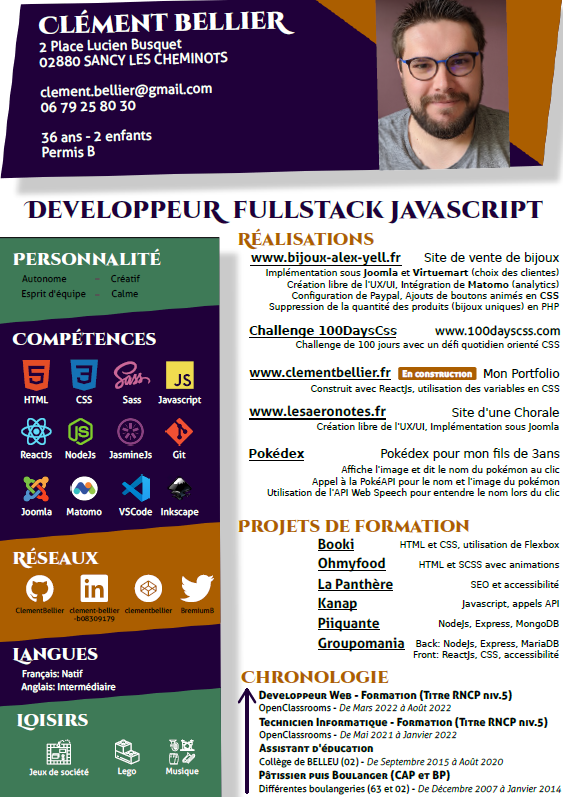 CLÉMENT BELLIER
2 Place Lucien Busquet
02880 SANCY LES CHEMINOTS
clement.bellier@gmail.com
06 79 25 80 30
36 ans - 2 enfants
Permis B
DEVELOPPEUR FULLSTACK JAVASCRIPT
PERSONNALITÉ
Autonome – Créatif
Esprit d'équipe – Calme
COMPÉTENCES
HTML CSS Sass Javascript
ReactJs NodeJs JasmineJs Git
Joomla Matomo VSCode Inkscape
RÉSEAUX
ClementBellier clement-bellier clementbellier BremiumB
-b08309179
LANGUES
Français: Natif
Anglais: Intermédiaire
LOISIRS
Jeux de société Lego Musique
RÉALISATIONS
www.bijoux-alex-yell.fr Site de vente de bijoux
Implémentation sous Joomla et Virtuemart (choix des clientes)
Création libre de l'UX/UI, Intégration de Matomo (analytics)
Configuration de Paypal, Ajouts de boutons animés en CSS
Suppression de la quantité des produits (bijoux uniques) en PHP
Challenge 100DaysCss www.100dayscss.com
Challenge de 100 jours avec un défi quotidien orienté CSS
www.clementbellier.fr En construction Mon Portfolio
Construit avec ReactJs, utilisation des variables en CSS
www.lesaeronotes.fr Site d'une Chorale
Création libre de l'UX/UI, Implémentation sous Joomla
Pokédex Pokédex pour mon fils de 3ans
Affiche l'image et dit le nom du pokémon au clic
Appel à la PokéAPI pour le nom et l'image du pokémon
Utilisation de l'API Web Speech pour entendre le nom lors du clic
PROJETS DE FORMATION
Booki HTML et CSS, utilisation de Flexbox
Ohmyfood HTML et SCSS avec animations
La Panthère SEO et accessibilité
Kanap Javascript, appels API
Piiquante NodeJs, Express, MongoDB
Groupomania Back: NodeJs, Express, MariaDB
Front: ReactJs, CSS, accessibilité
CHRONOLOGIE
Developpeur Web - Formation (Titre RNCP niv.5)
OpenClassrooms - De Mars 2022 à Août 2022
Technicien Informatique - Formation (Titre RNCP niv.5)
OpenClassrooms - De Mai 2021 à Janvier 2022
Assistant d'éducation
Collège de BELLEU (02) - De Septembre 2015 à Août 2020
Pâtissier puis Boulanger (CAP et BP)
Différentes boulangeries (63 et 02) - De Décembre 2007 à Janvier 2014